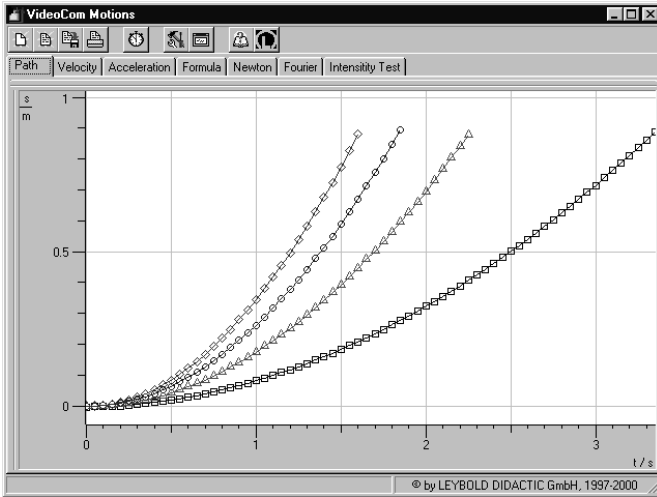 VideoCom Motions
Path Velocity Acceleration Formula Newton Fourier Intensitity Test
s
m
1
0.5
0
0 1 2 3
t / s
© by LEYBOLD DIDACTIC GmbH, 1997-2000